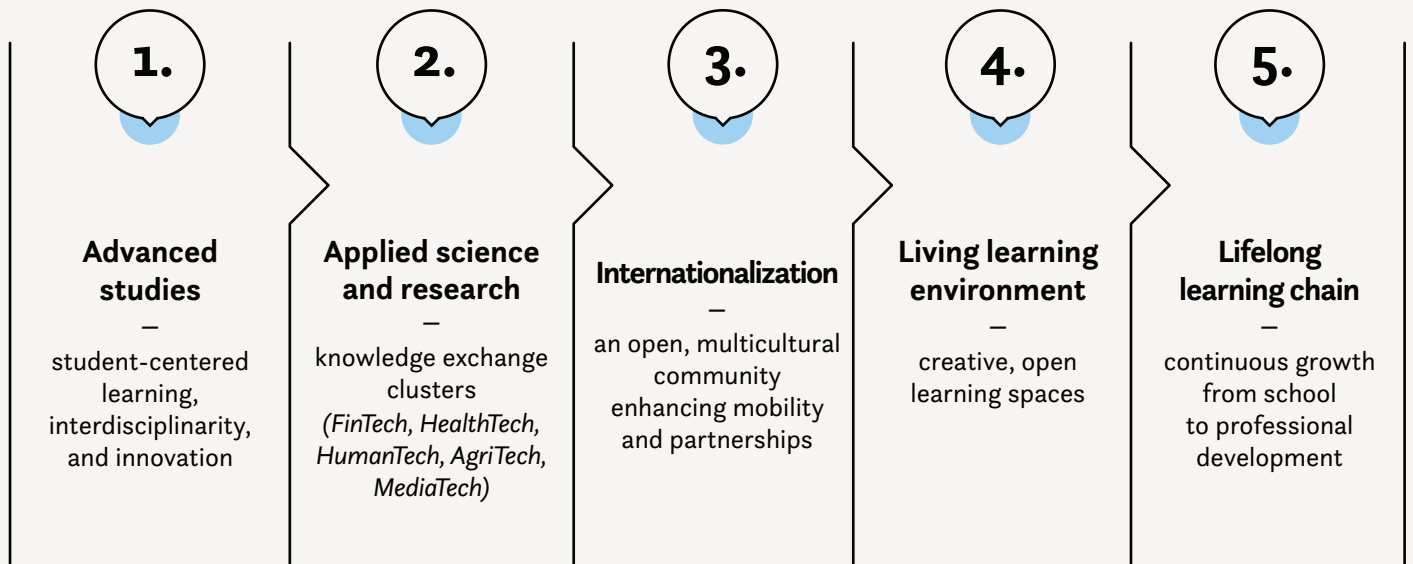 1.
Advanced
studies
–
student-centered
learning,
interdisciplinarity,
and innovation
2.
Applied science
and research
–
knowledge exchange
clusters
(FinTech, HealthTech,
HumanTech, AgriTech,
MediaTech)
3.
Internationalization
–
an open, multicultural
community
enhancing mobility
and partnerships
4.
Living learning
environment
–
creative, open
learning spaces
5.
Lifelong
learning chain
–
continuous growth
from school
to professional
development